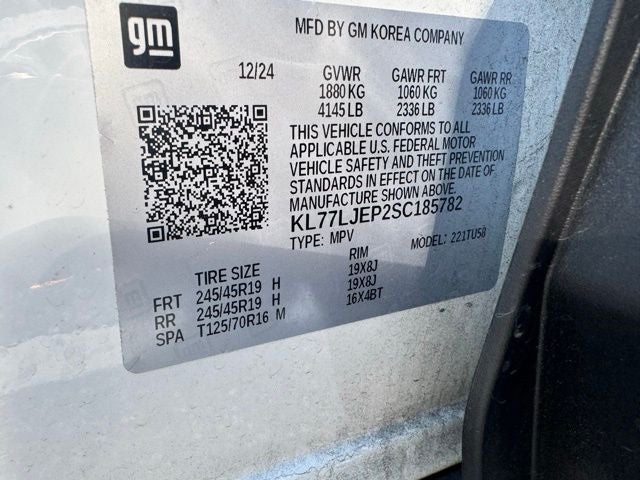 gm
MFD BY GM KOREA COMPANY
12/24 GVWR GAWR FRT GAWR RR
1880 KG 1060 KG 1060 KG
4145 LB 2336 LB 2336 LB
THIS VEHICLE CONFORMS TO ALL
APPLICABLE U.S. FEDERAL MOTOR
VEHICLE SAFETY AND THEFT PREVENTION
STANDARDS IN EFFECT ON THE DATE OF
MANUFACTURE SHOWN ABOVE.
KL77LJEP2SC185782
TYPE: MPV MODEL: 221TU58
TIRE SIZE RIM
FRT 245/45R19 H 19X8J
RR 245/45R19 H 19X8J
SPA T125/70R16 M 16X4BT